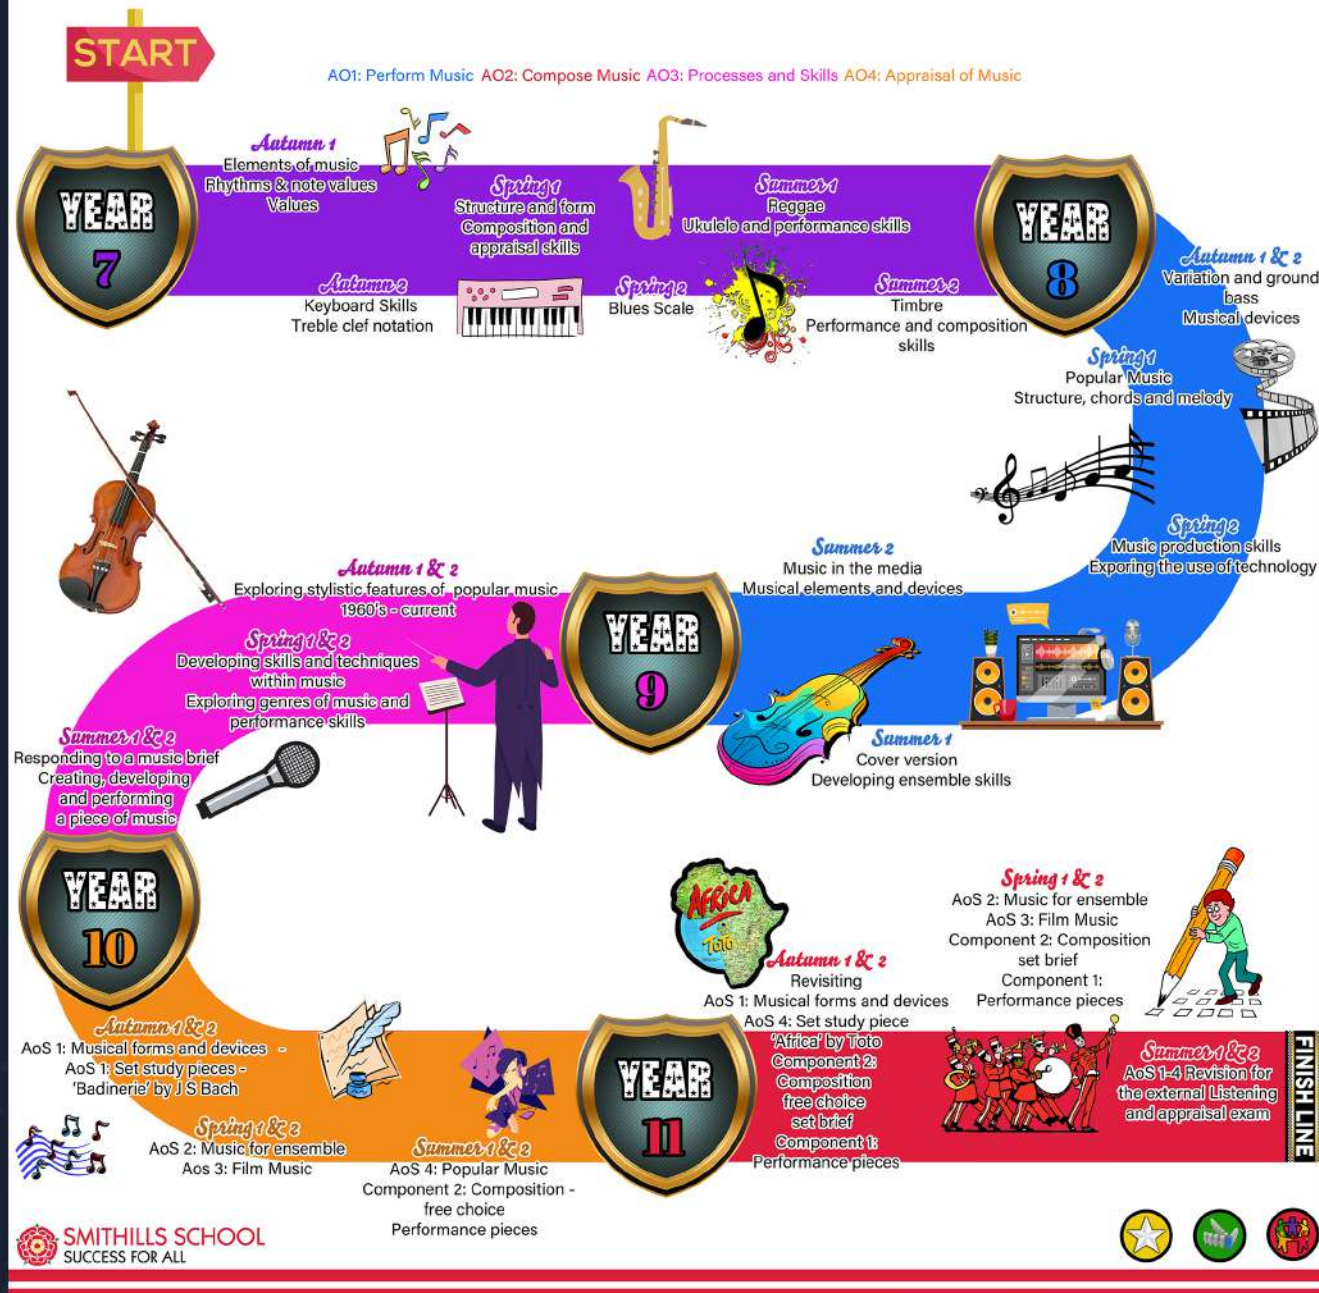 START
AO1: Perform Music AO2: Compose Music AO3: Processes and Skills AO4: Appraisal of Music
YEAR
7
Autumn 1
Elements of music
Rhythms & note values
Values
Autumn 2
Keyboard Skills
Treble clef notation
Spring 1
Structure and form
Composition and
appraisal skills
Spring 2
Blues Scale
Summer 1
Reggae
Ukulele and performance skills
Summer 2
Timbre
Performance and composition
skills
YEAR
8
Autumn 1 & 2
Variation and ground
bass
Musical devices
Spring 1
Popular Music
Structure, chords and melody
Spring 2
Music production skills
Exporing the use of technology
Summer 1
Cover version
Developing ensemble skills
Summer 2
Music in the media
Musical elements and devices
YEAR
9
Autumn 1 & 2
Exploring stylistic features of popular music
1960's - current
Spring 1 & 2
Developing skills and techniques
within music
Exploring genres of music and
performance skills
Summer 1 & 2
Responding to a music brief
Creating, developing
and performing
a piece of music
YEAR
10
Autumn 1 & 2
AoS 1: Musical forms and devices -
AoS 1: Set study pieces -
'Badinerie' by J S Bach
Spring 1 & 2
AoS 2: Music for ensemble
Aos 3: Film Music
Summer 1 & 2
AoS 4: Popular Music
Component 2: Composition -
free choice
Performance pieces
YEAR
11
AFRICA
TOTO
Autumn 1 & 2
Revisiting
AoS 1: Musical forms and devices
AoS 4: Set study piece
'Africa' by Toto
Component 2:
Composition
free choice
set brief
Component 1:
Performance pieces
Spring 1 & 2
AoS 2: Music for ensemble
AoS 3: Film Music
Component 2: Composition
set brief
Component 1:
Performance pieces
Summer 1 & 2
AoS 1-4 Revision for
the external Listening
and appraisal exam
FINISH LINE
SMITHILLS SCHOOL
SUCCESS FOR ALL